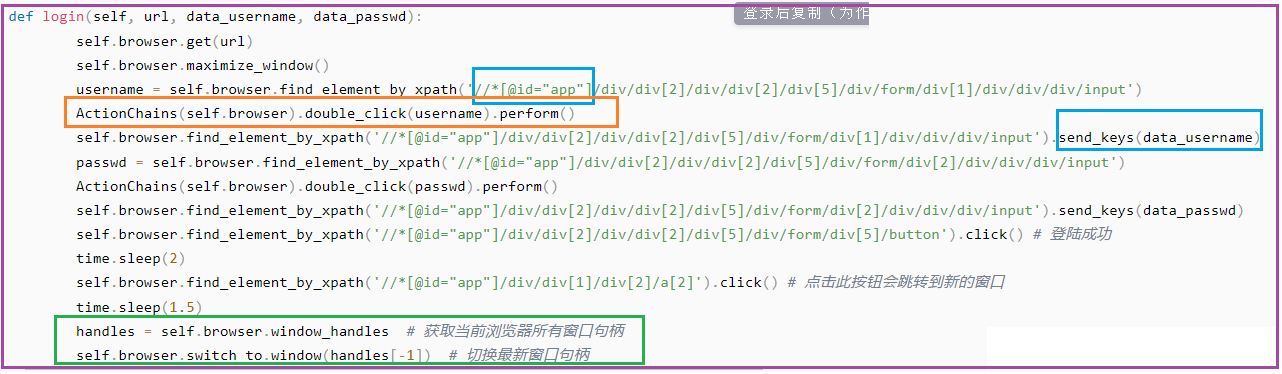 登录后复制（为作
def login(self, url, data_username, data_passwd):
self.browser.get(url)
self.browser.maximize_window()
username = self.browser.find_element_by_xpath('//*[@id="app"]/div/div[2]/div/div[2]/div[5]/div/form/div[1]/div/div/div/input')
ActionChains(self.browser).double_click(username).perform()
self.browser.find_element_by_xpath('//*[@id="app"]/div/div[2]/div/div[2]/div[5]/div/form/div[1]/div/div/div/input').send_keys(data_username)
passwd = self.browser.find_element_by_xpath('//*[@id="app"]/div/div[2]/div/div[2]/div[5]/div/form/div[2]/div/div/div/input')
ActionChains(self.browser).double_click(passwd).perform()
self.browser.find_element_by_xpath('//*[@id="app"]/div/div[2]/div/div[2]/div[5]/div/form/div[2]/div/div/div/input').send_keys(data_passwd)
self.browser.find_element_by_xpath('//*[@id="app"]/div/div[2]/div/div[2]/div[5]/div/form/div[5]/button').click() # 登陆成功
time.sleep(2)
self.browser.find_element_by_xpath('//*[@id="app"]/div/div[1]/div[2]/a[2]').click() # 点击此按钮会跳转到新的窗口
time.sleep(1.5)
handles = self.browser.window_handles # 获取当前浏览器所有窗口句柄
self.browser.switch_to.window(handles[-1]) # 切换最新窗口句柄